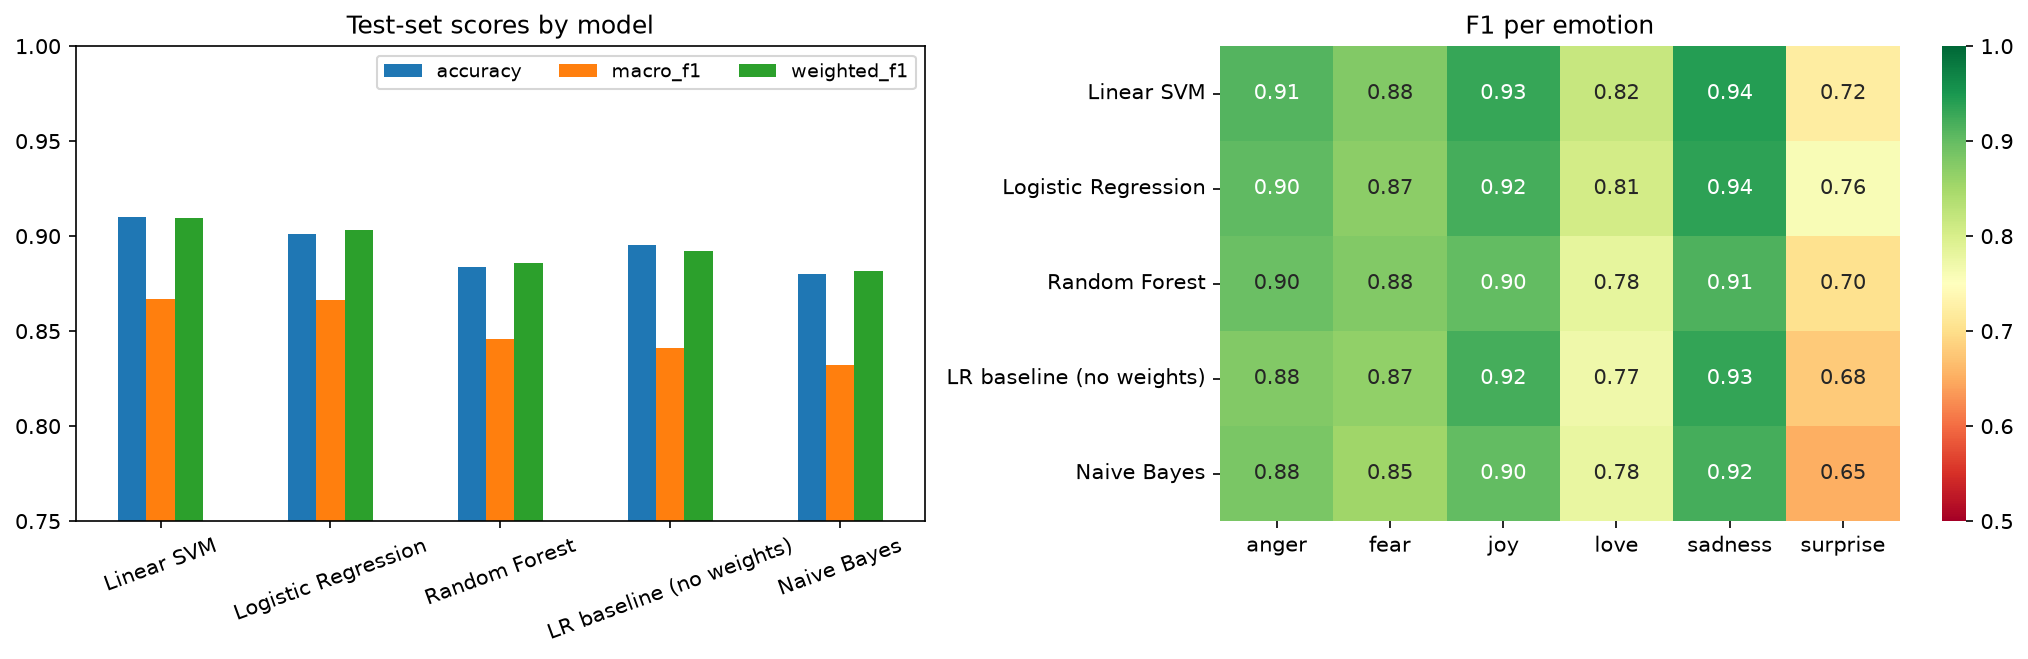 Test-set scores by model
accuracy macro_f1 weighted_f1
1.00
0.95
0.90
0.85
0.80
0.75
Linear SVM
Logistic Regression
Random Forest
LR baseline (no weights)
Naive Bayes
F1 per emotion
Linear SVM 0.91 0.88 0.93 0.82 0.94 0.72
Logistic Regression 0.90 0.87 0.92 0.81 0.94 0.76
Random Forest 0.90 0.88 0.90 0.78 0.91 0.70
LR baseline (no weights) 0.88 0.87 0.92 0.77 0.93 0.68
Naive Bayes 0.88 0.85 0.90 0.78 0.92 0.65
anger fear joy love sadness surprise
1.0
0.9
0.8
0.7
0.6
0.5